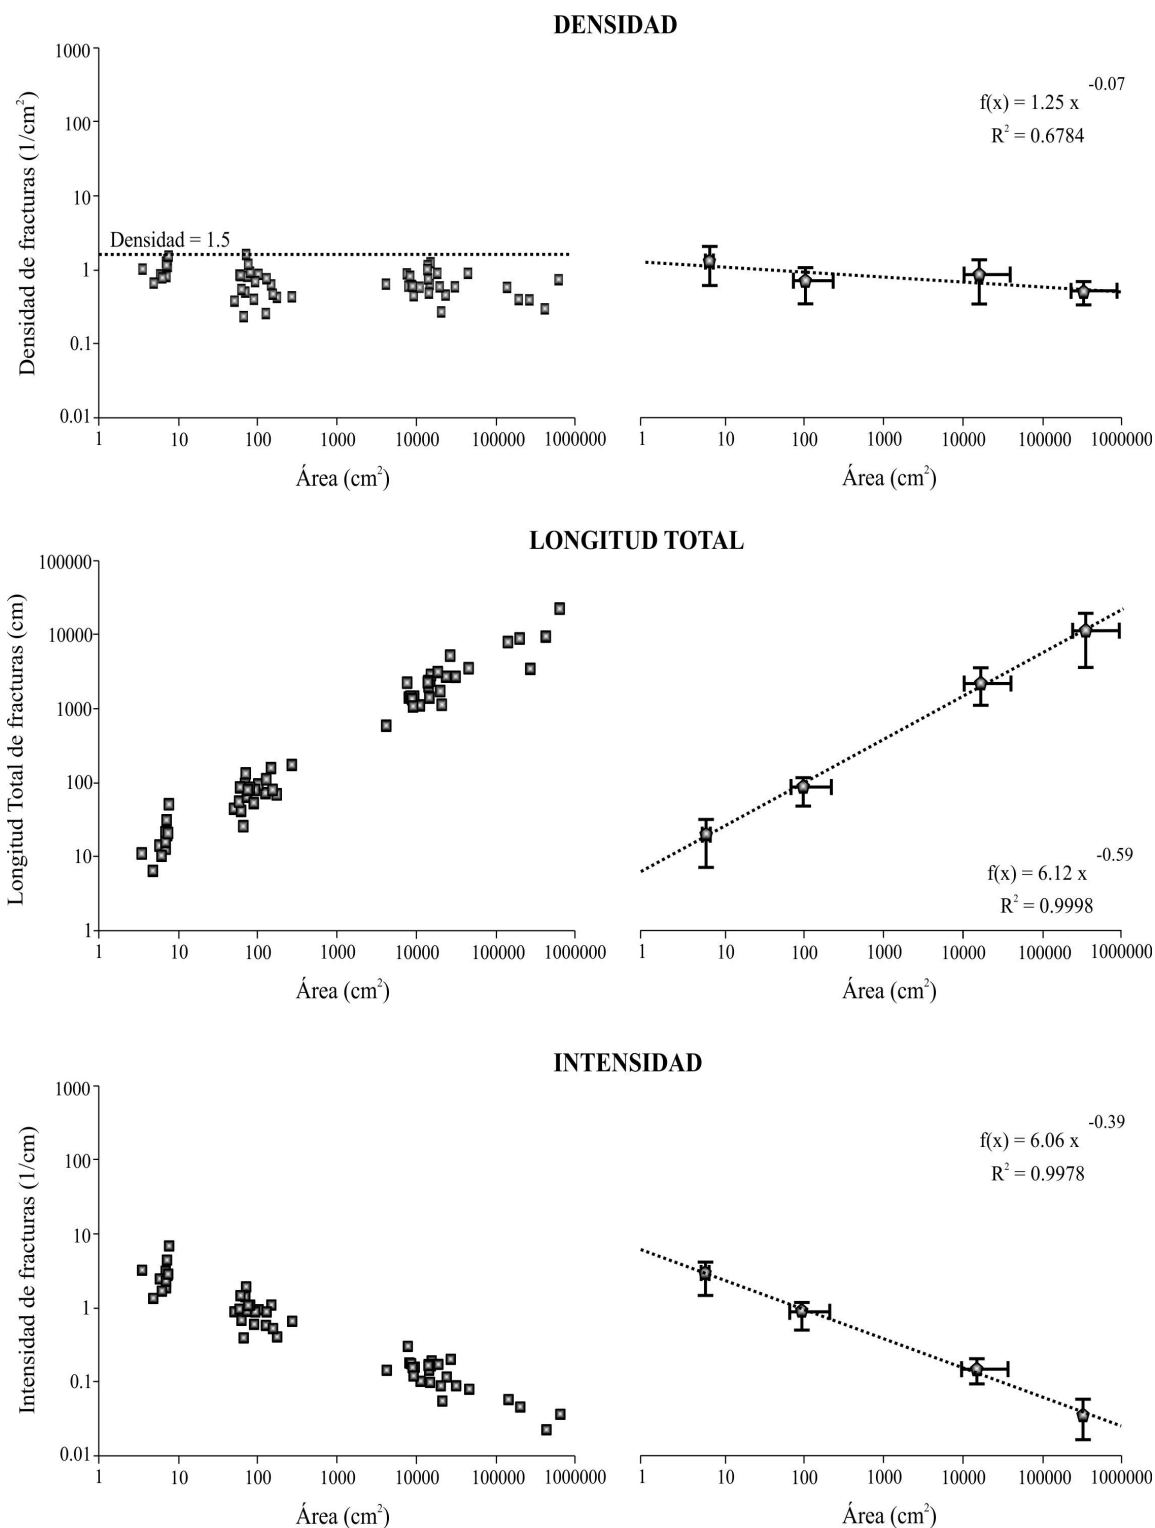 DENSIDAD
Densidad de fracturas (1/cm²)
1000
100
10
1
0.1
0.01
Densidad = 1.5
1 10 100 1000 10000 100000 1000000
Área (cm²)
f(x) = 1.25 x -0.07
R² = 0.6784
1 10 100 1000 10000 100000 1000000
Área (cm²)
LONGITUD TOTAL
Longitud Total de fracturas (cm)
100000
10000
1000
100
10
1
1 10 100 1000 10000 100000 1000000
Área (cm²)
f(x) = 6.12 x -0.59
R² = 0.9998
1 10 100 1000 10000 100000 1000000
Área (cm²)
INTENSIDAD
Intensidad de fracturas (1/cm)
1000
100
10
1
0.1
0.01
1 10 100 1000 10000 100000 1000000
Área (cm²)
f(x) = 6.06 x -0.39
R² = 0.9978
1 10 100 1000 10000 100000 1000000
Área (cm²)